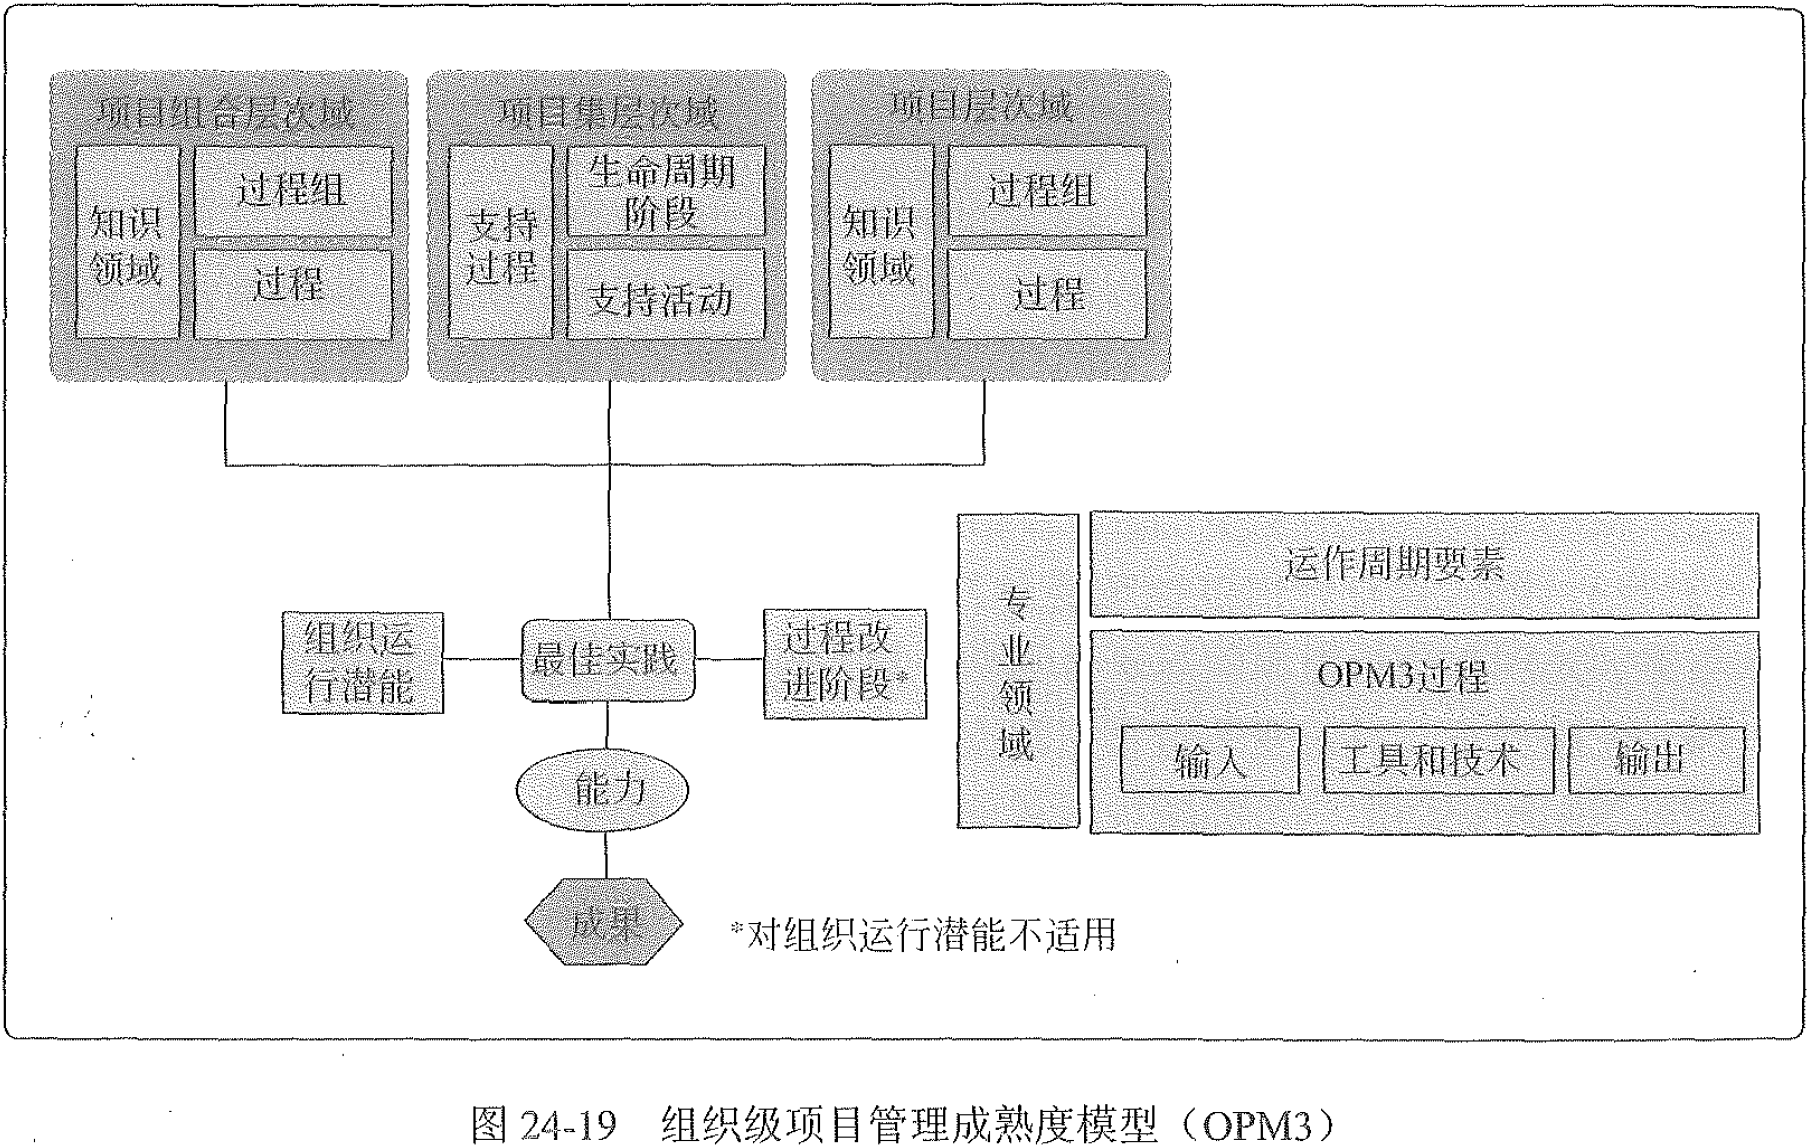 项目组合层次域
知识
领域
过程组
过程
项目集层次域
支持
过程
生命周期
阶段
支持活动
项目层次域
知识
领域
过程组
过程
组织运
行潜能
最佳实践
过程改
进阶段*
能力
成果
*对组织运行潜能不适用
专
业
领
域
运作周期要素
OPM3过程
输入
工具和技术
输出
图 24-19 组织级项目管理成熟度模型（OPM3）